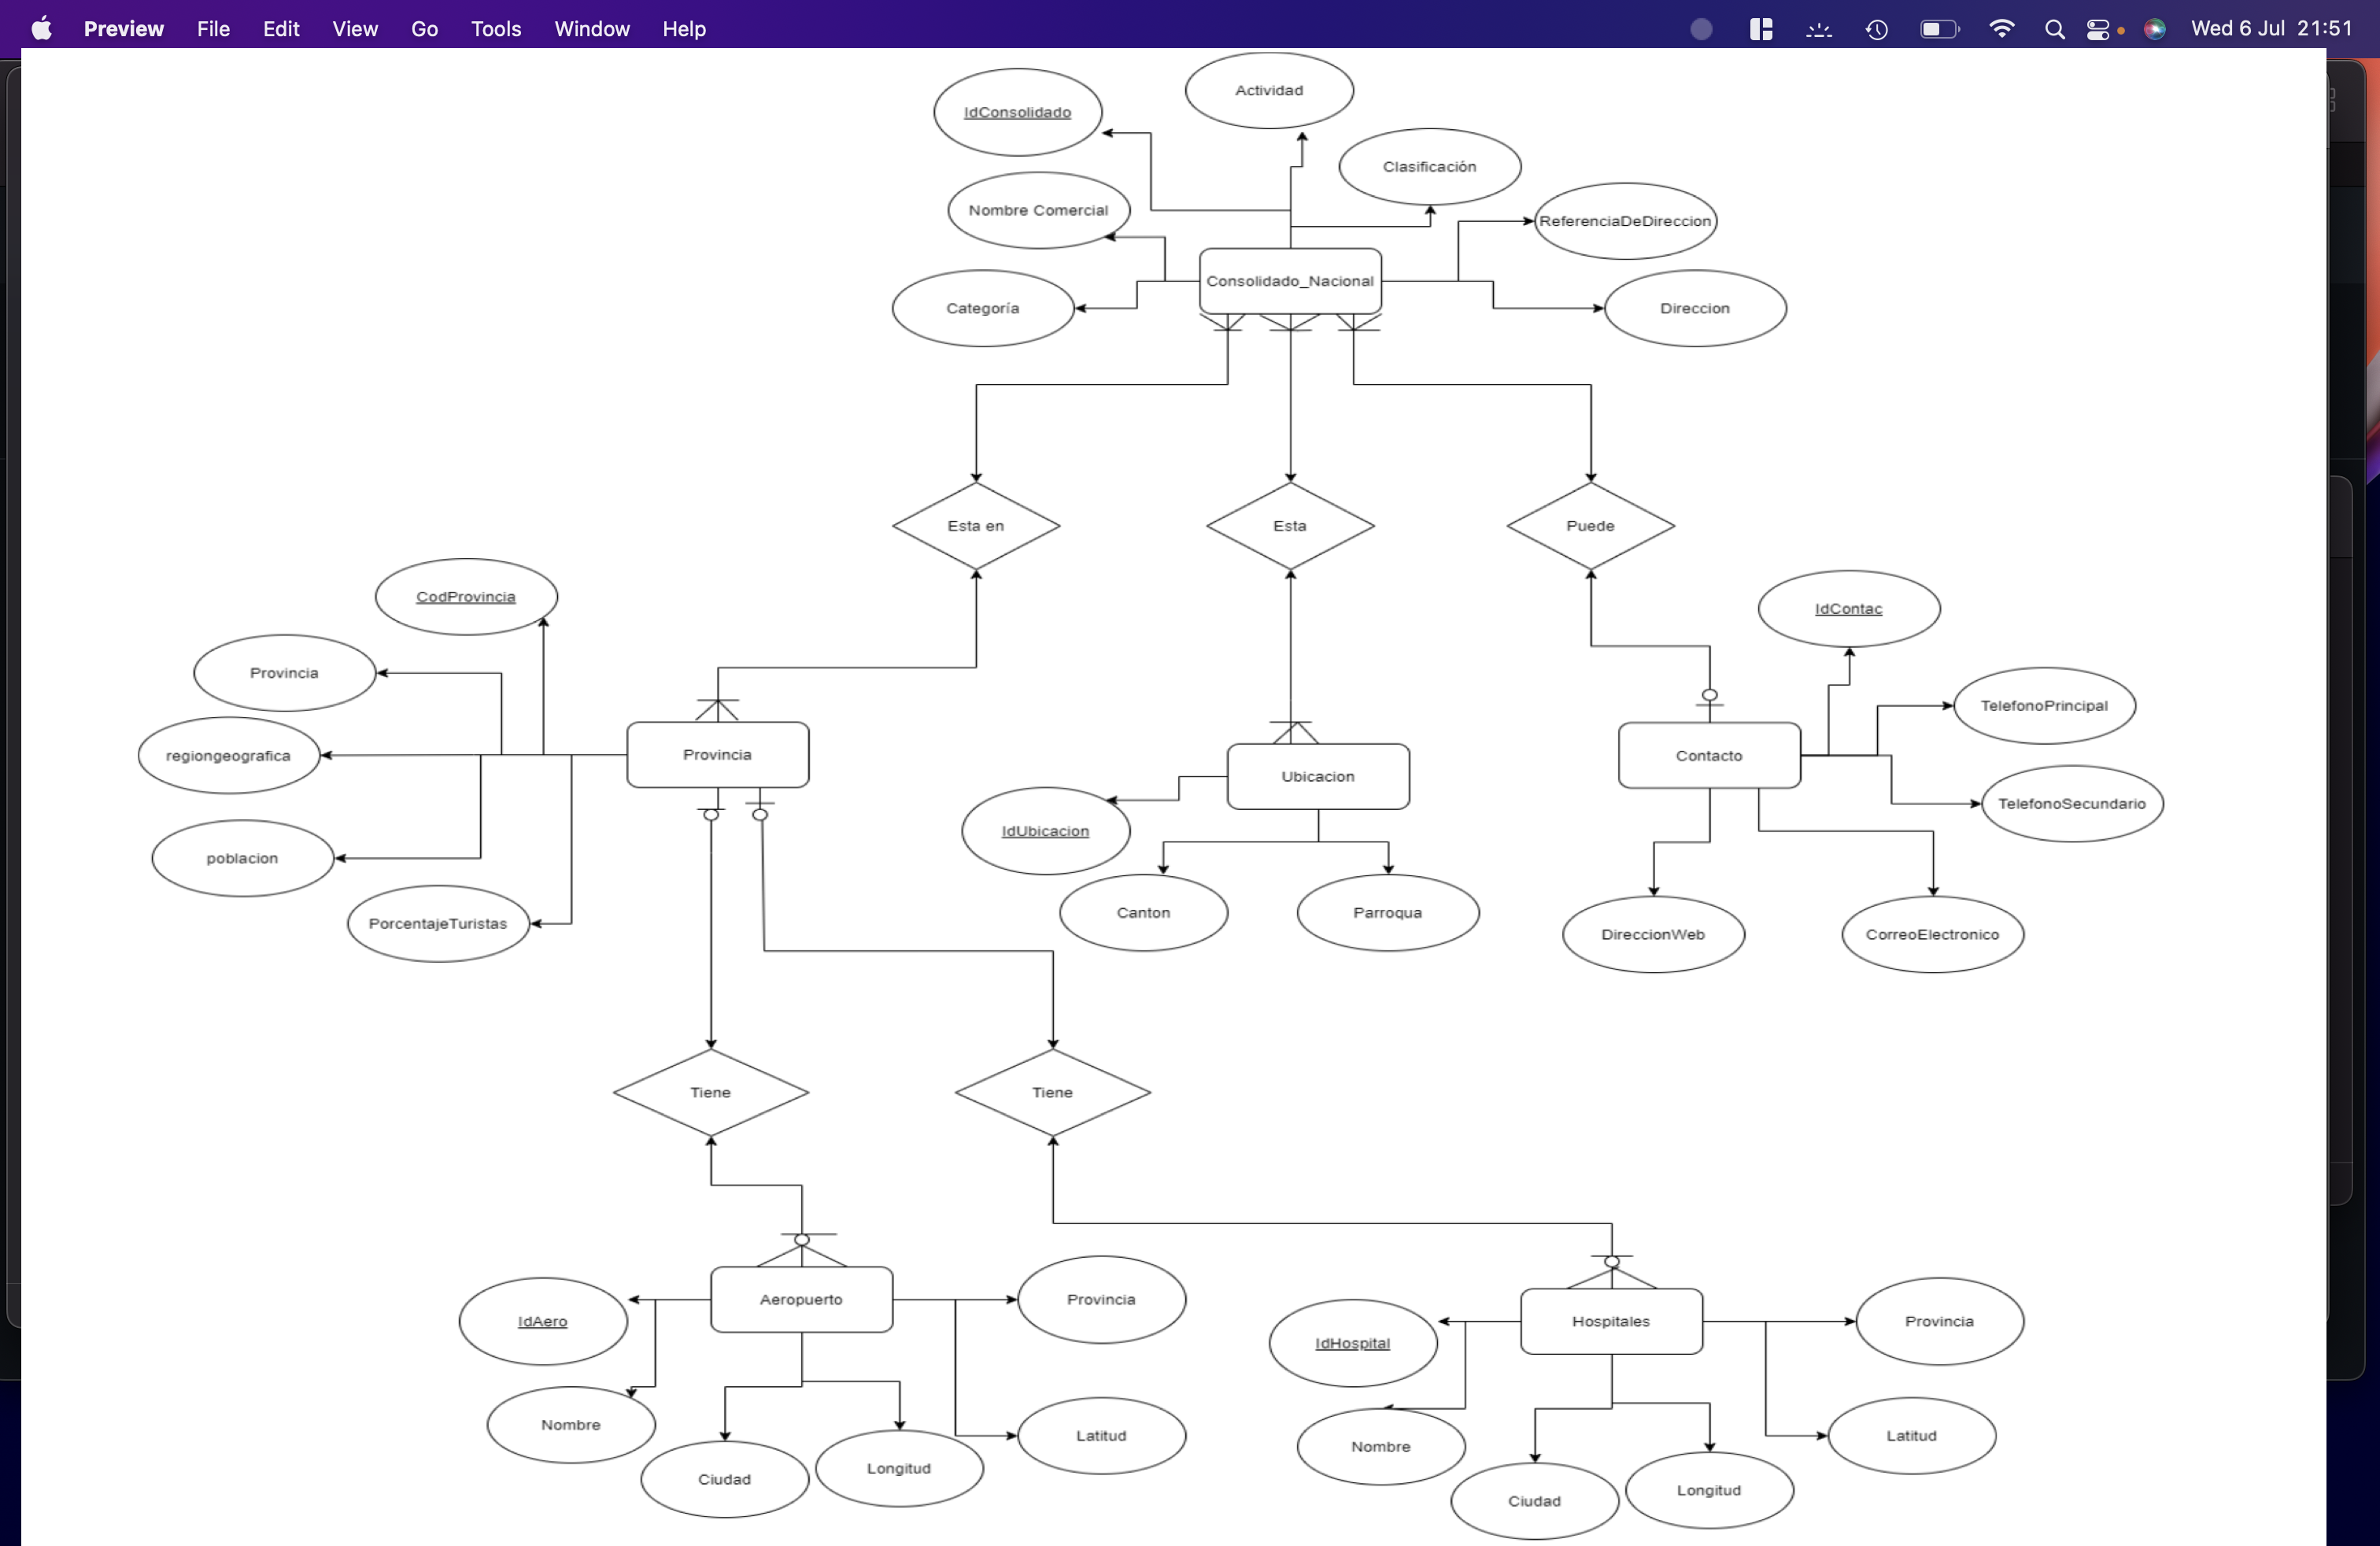 Preview File Edit View Go Tools Window Help Wed 6 Jul 21:51
Actividad
IdConsolidado
Clasificación
Nombre Comercial
ReferenciaDeDireccion
Consolidado_Nacional
Categoría
Direccion
Esta en
Esta
Puede
CodProvincia
IdContac
Provincia
TelefonoPrincipal
regiongeografica
Provincia
Contacto
Ubicacion
TelefonoSecundario
IdUbicacion
poblacion
Canton
Parroqua
PorcentajeTuristas
DireccionWeb
CorreoElectronico
Tiene
Tiene
Aeropuerto
Provincia
IdAero
Hospitales
Provincia
IdHospital
Nombre
Latitud
Latitud
Nombre
Longitud
Ciudad
Longitud
Ciudad